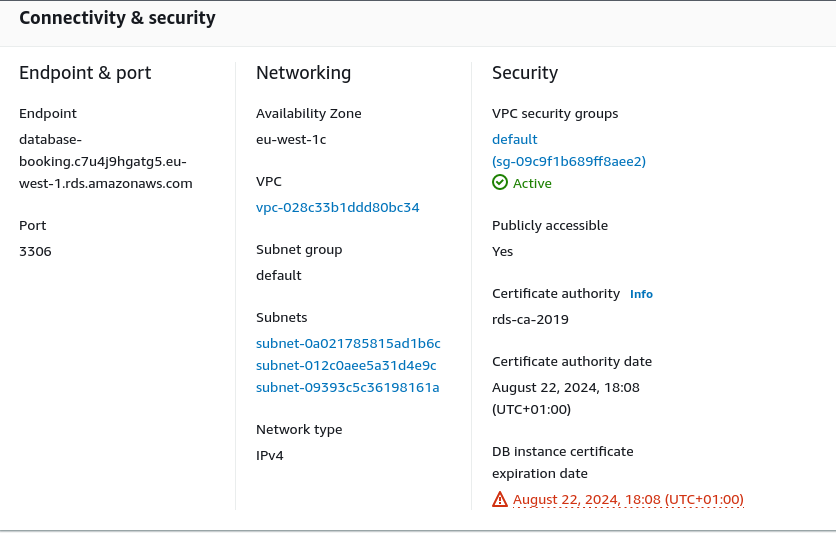 Connectivity & security
Endpoint & port
Endpoint
database-
booking.c7u4j9hgatg5.eu-
west-1.rds.amazonaws.com
Port
3306
Networking
Availability Zone
eu-west-1c
VPC
vpc-028c33b1ddd80bc34
Subnet group
default
Subnets
subnet-0a021785815ad1b6c
subnet-012c0aee5a31d4e9c
subnet-09393c5c36198161a
Network type
IPv4
Security
VPC security groups
default
(sg-09c9f1b689ff8aee2)
Active
Publicly accessible
Yes
Certificate authority Info
rds-ca-2019
Certificate authority date
August 22, 2024, 18:08
(UTC+01:00)
DB instance certificate
expiration date
August 22, 2024, 18:08 (UTC+01:00)